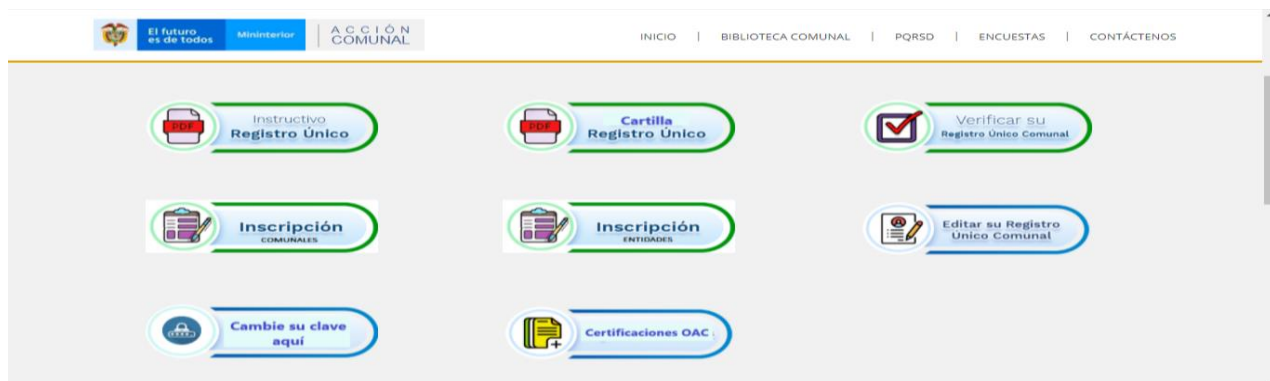 El futuro
es de todos
Mininterior
ACCIÓN
COMUNAL
INICIO | BIBLIOTECA COMUNAL | PQRSD | ENCUESTAS | CONTÁCTENOS
PDF
Instructivo
Registro Único
PDF
Cartilla
Registro Único
Verificar su
Registro Único Comunal
Inscripción
COMUNALES
Inscripción
ENTIDADES
Editar su Registro
Único Comunal
Cambie su clave
aquí
Certificaciones OAC